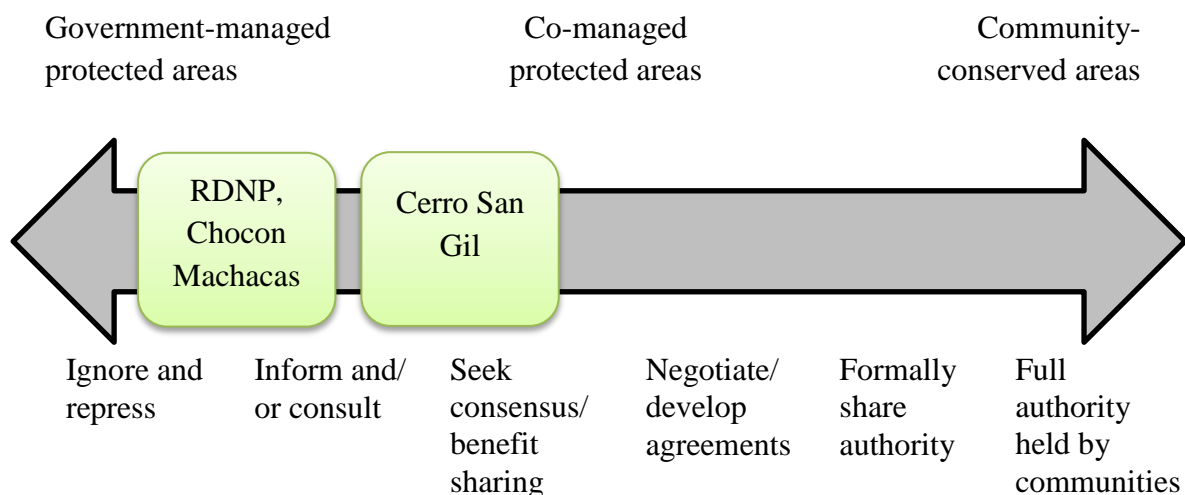 Government-managed
protected areas
Co-managed
protected areas
Community-
conserved areas
RDNP,
Chocon
Machacas
Cerro San
Gil
Ignore and
repress
Inform and/
or consult
Seek
consensus/
benefit
sharing
Negotiate/
develop
agreements
Formally
share
authority
Full
authority
held by
communities